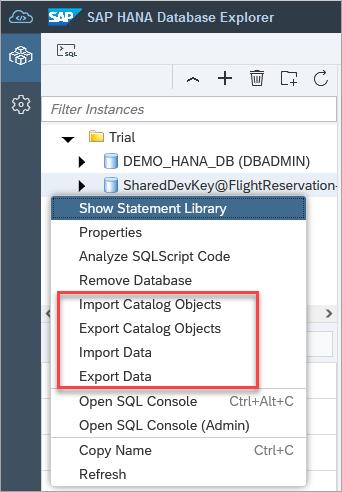 SAP SAP HANA Database Explorer
SQL
Filter Instances
Trial
DEMO_HANA_DB (DBADMIN)
SharedDevKey@FlightReservation-
Show Statement Library
Properties
Analyze SQLScript Code
Remove Database
Import Catalog Objects
Export Catalog Objects
Import Data
Export Data
Open SQL Console Ctrl+Alt+C
Open SQL Console (Admin)
Copy Name Ctrl+C
Refresh